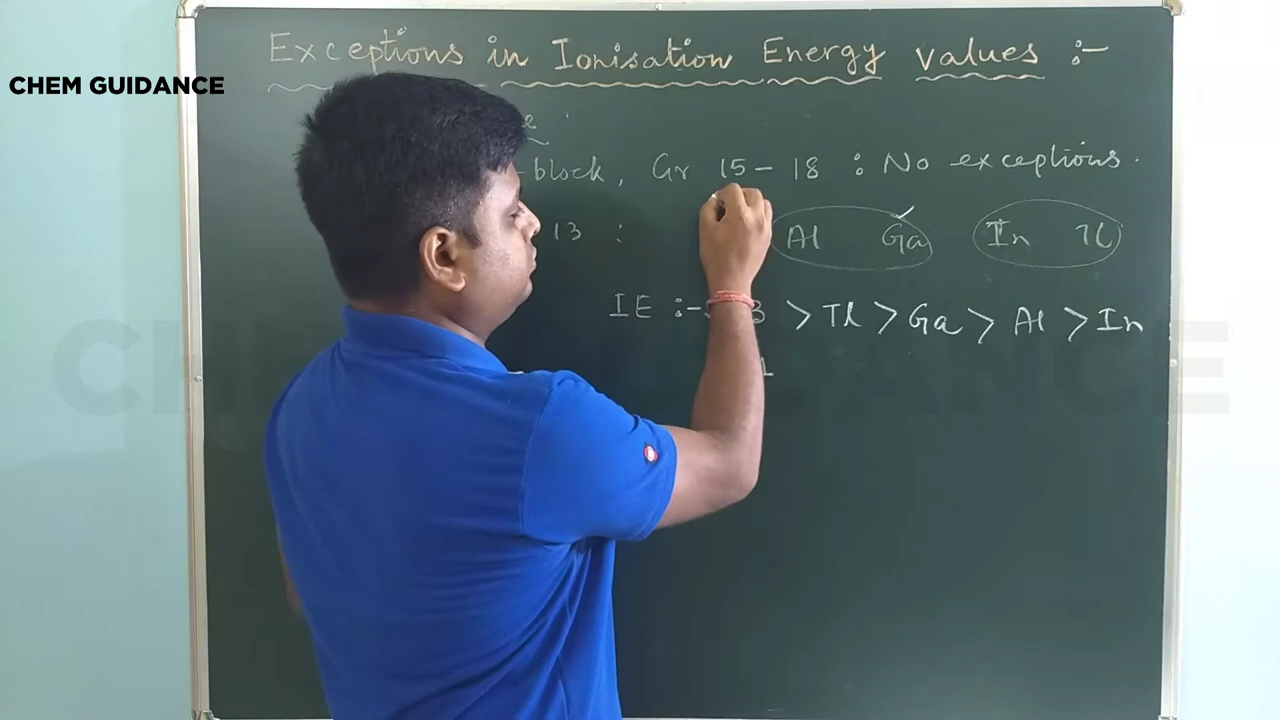 Exceptions in Ionisation Energy values :-
CHEM GUIDANCE
-block, Gr 15 - 18 : No exceptions.
13 : Al Ga In Tl
IE :- > Tl > Ga > Al > In